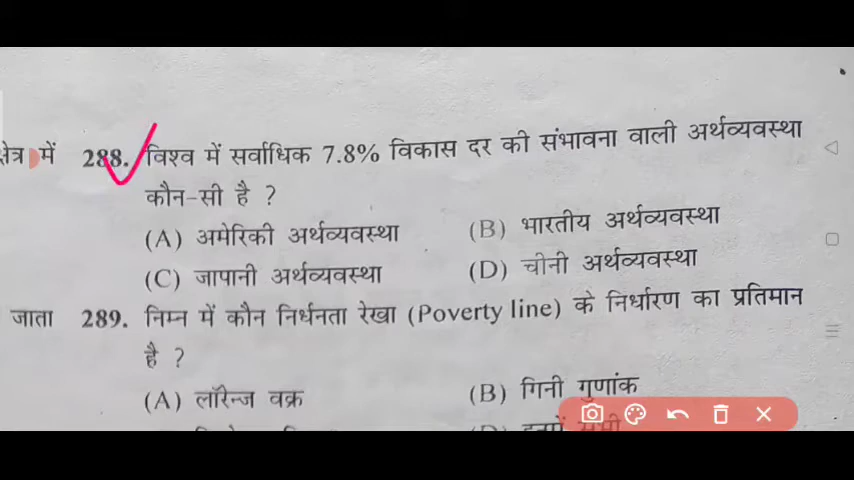 क्षेत्र में 288. विश्व में सर्वाधिक 7.8% विकास दर की संभावना वाली अर्थव्यवस्था
कौन-सी है ?
(A) अमेरिकी अर्थव्यवस्था (B) भारतीय अर्थव्यवस्था
(C) जापानी अर्थव्यवस्था (D) चीनी अर्थव्यवस्था
जाता 289. निम्न में कौन निर्धनता रेखा (Poverty line) के निर्धारण का प्रतिमान
है ?
(A) लॉरेन्ज वक्र (B) गिनी गुणांक